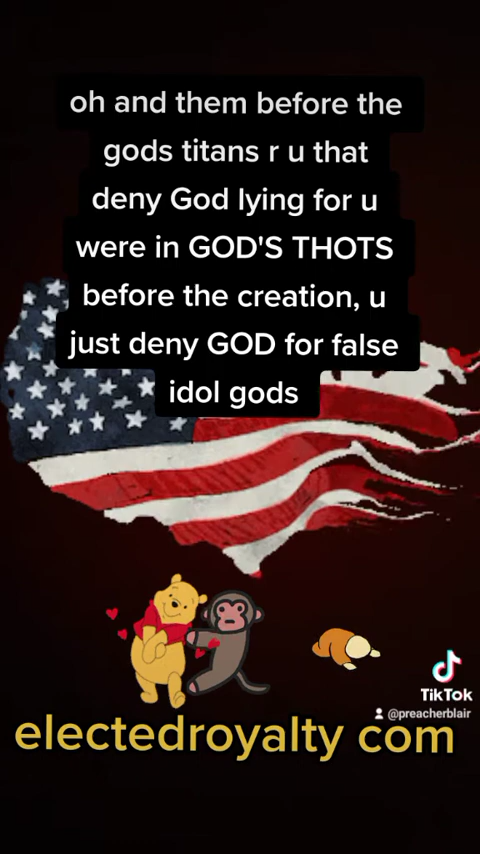 oh and them before the
gods titans r u that
deny God lying for u
were in GOD'S THOTS
before the creation, u
just deny GOD for false
idol gods
TikTok
@preacherblair
electedroyalty com